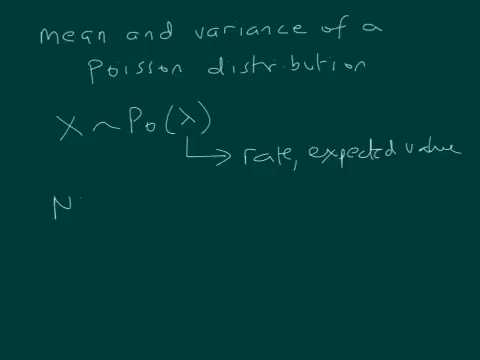 mean and variance of a
Poisson distribution
X ~ Po(λ)
rate, expected value
N